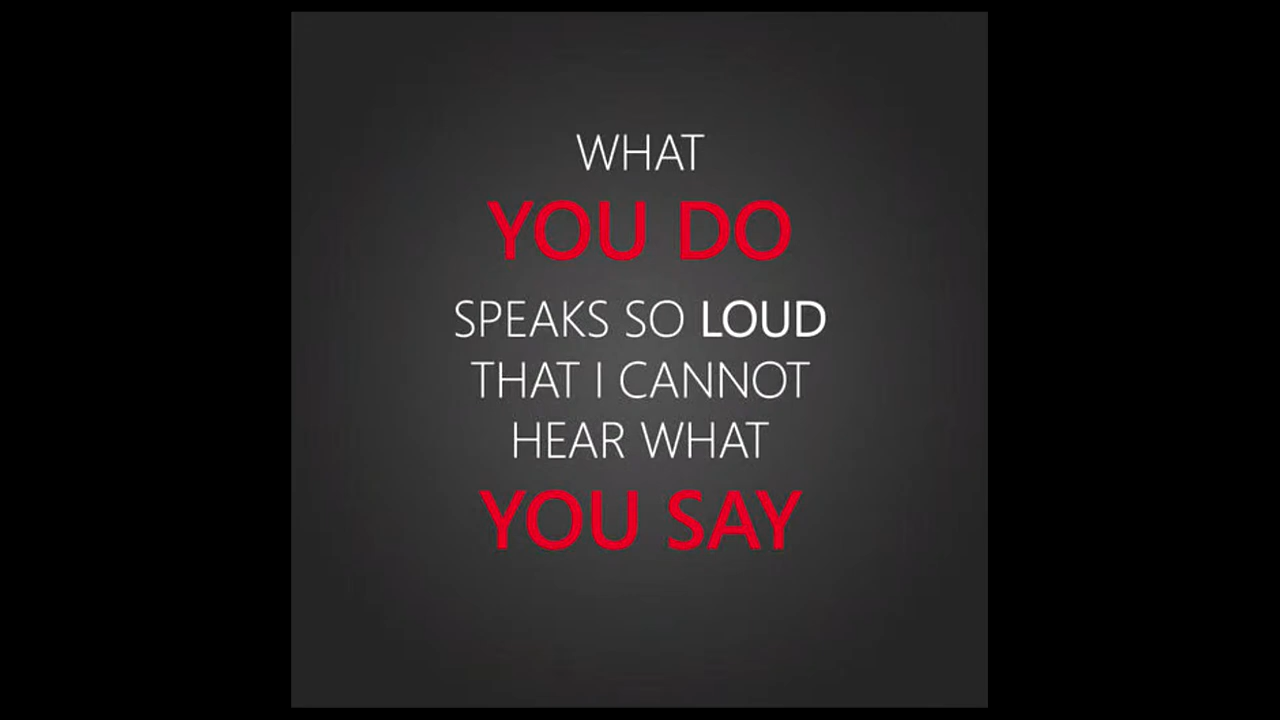 WHAT
YOU DO
SPEAKS SO LOUD
THAT I CANNOT
HEAR WHAT
YOU SAY